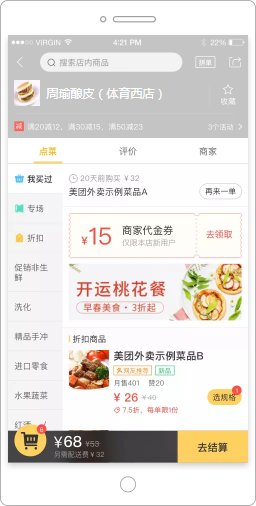 VIRGIN 4:21 PM 22%
搜索店内商品 拼单
周瑜酿皮（体育西店）
收藏
减 满20减12，满30减15，满50减23 3个活动
点菜 评价 商家
我买过
专场
折扣
促销非生鲜
洗化
精品手冲
进口零食
水果蔬菜
20天前购买 ￥32
美团外卖示例菜品A 再来一单
￥15 商家代金券 去领取
仅限本店新用户
开运桃花餐
早春美食·3折起
折扣商品
美团外卖示例菜品B
网友推荐 新品
月售401 赞20
￥26 ￥40 选规格
7.5折，每单限1份
6 ￥68 ￥53
另需配送费￥32
去结算